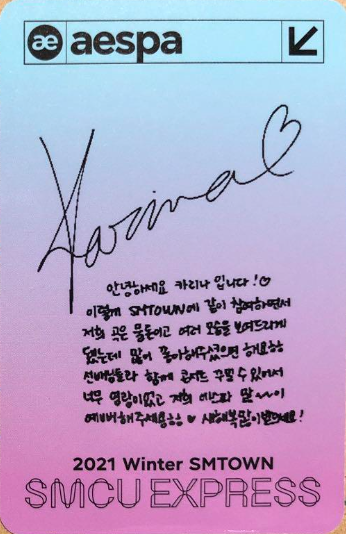 ae aespa
Karina♡
안녕하세요 카리나 입니다!♡
이렇게 SMTOWN에 같이 참여하면서
저희 곡은 물론이고 여러 모습을 보여드리게
됐는데 많이 좋아해주셨으면 해요ㅎㅎ
선배님들과 함께 콘서트 꾸밀 수 있어서
너무 영광이었고 저희 에스파 많~~이
예뻐해주세요ㅎㅎ ♥ 새해복많이받으세요!
2021 Winter SMTOWN
SMCU EXPRESS